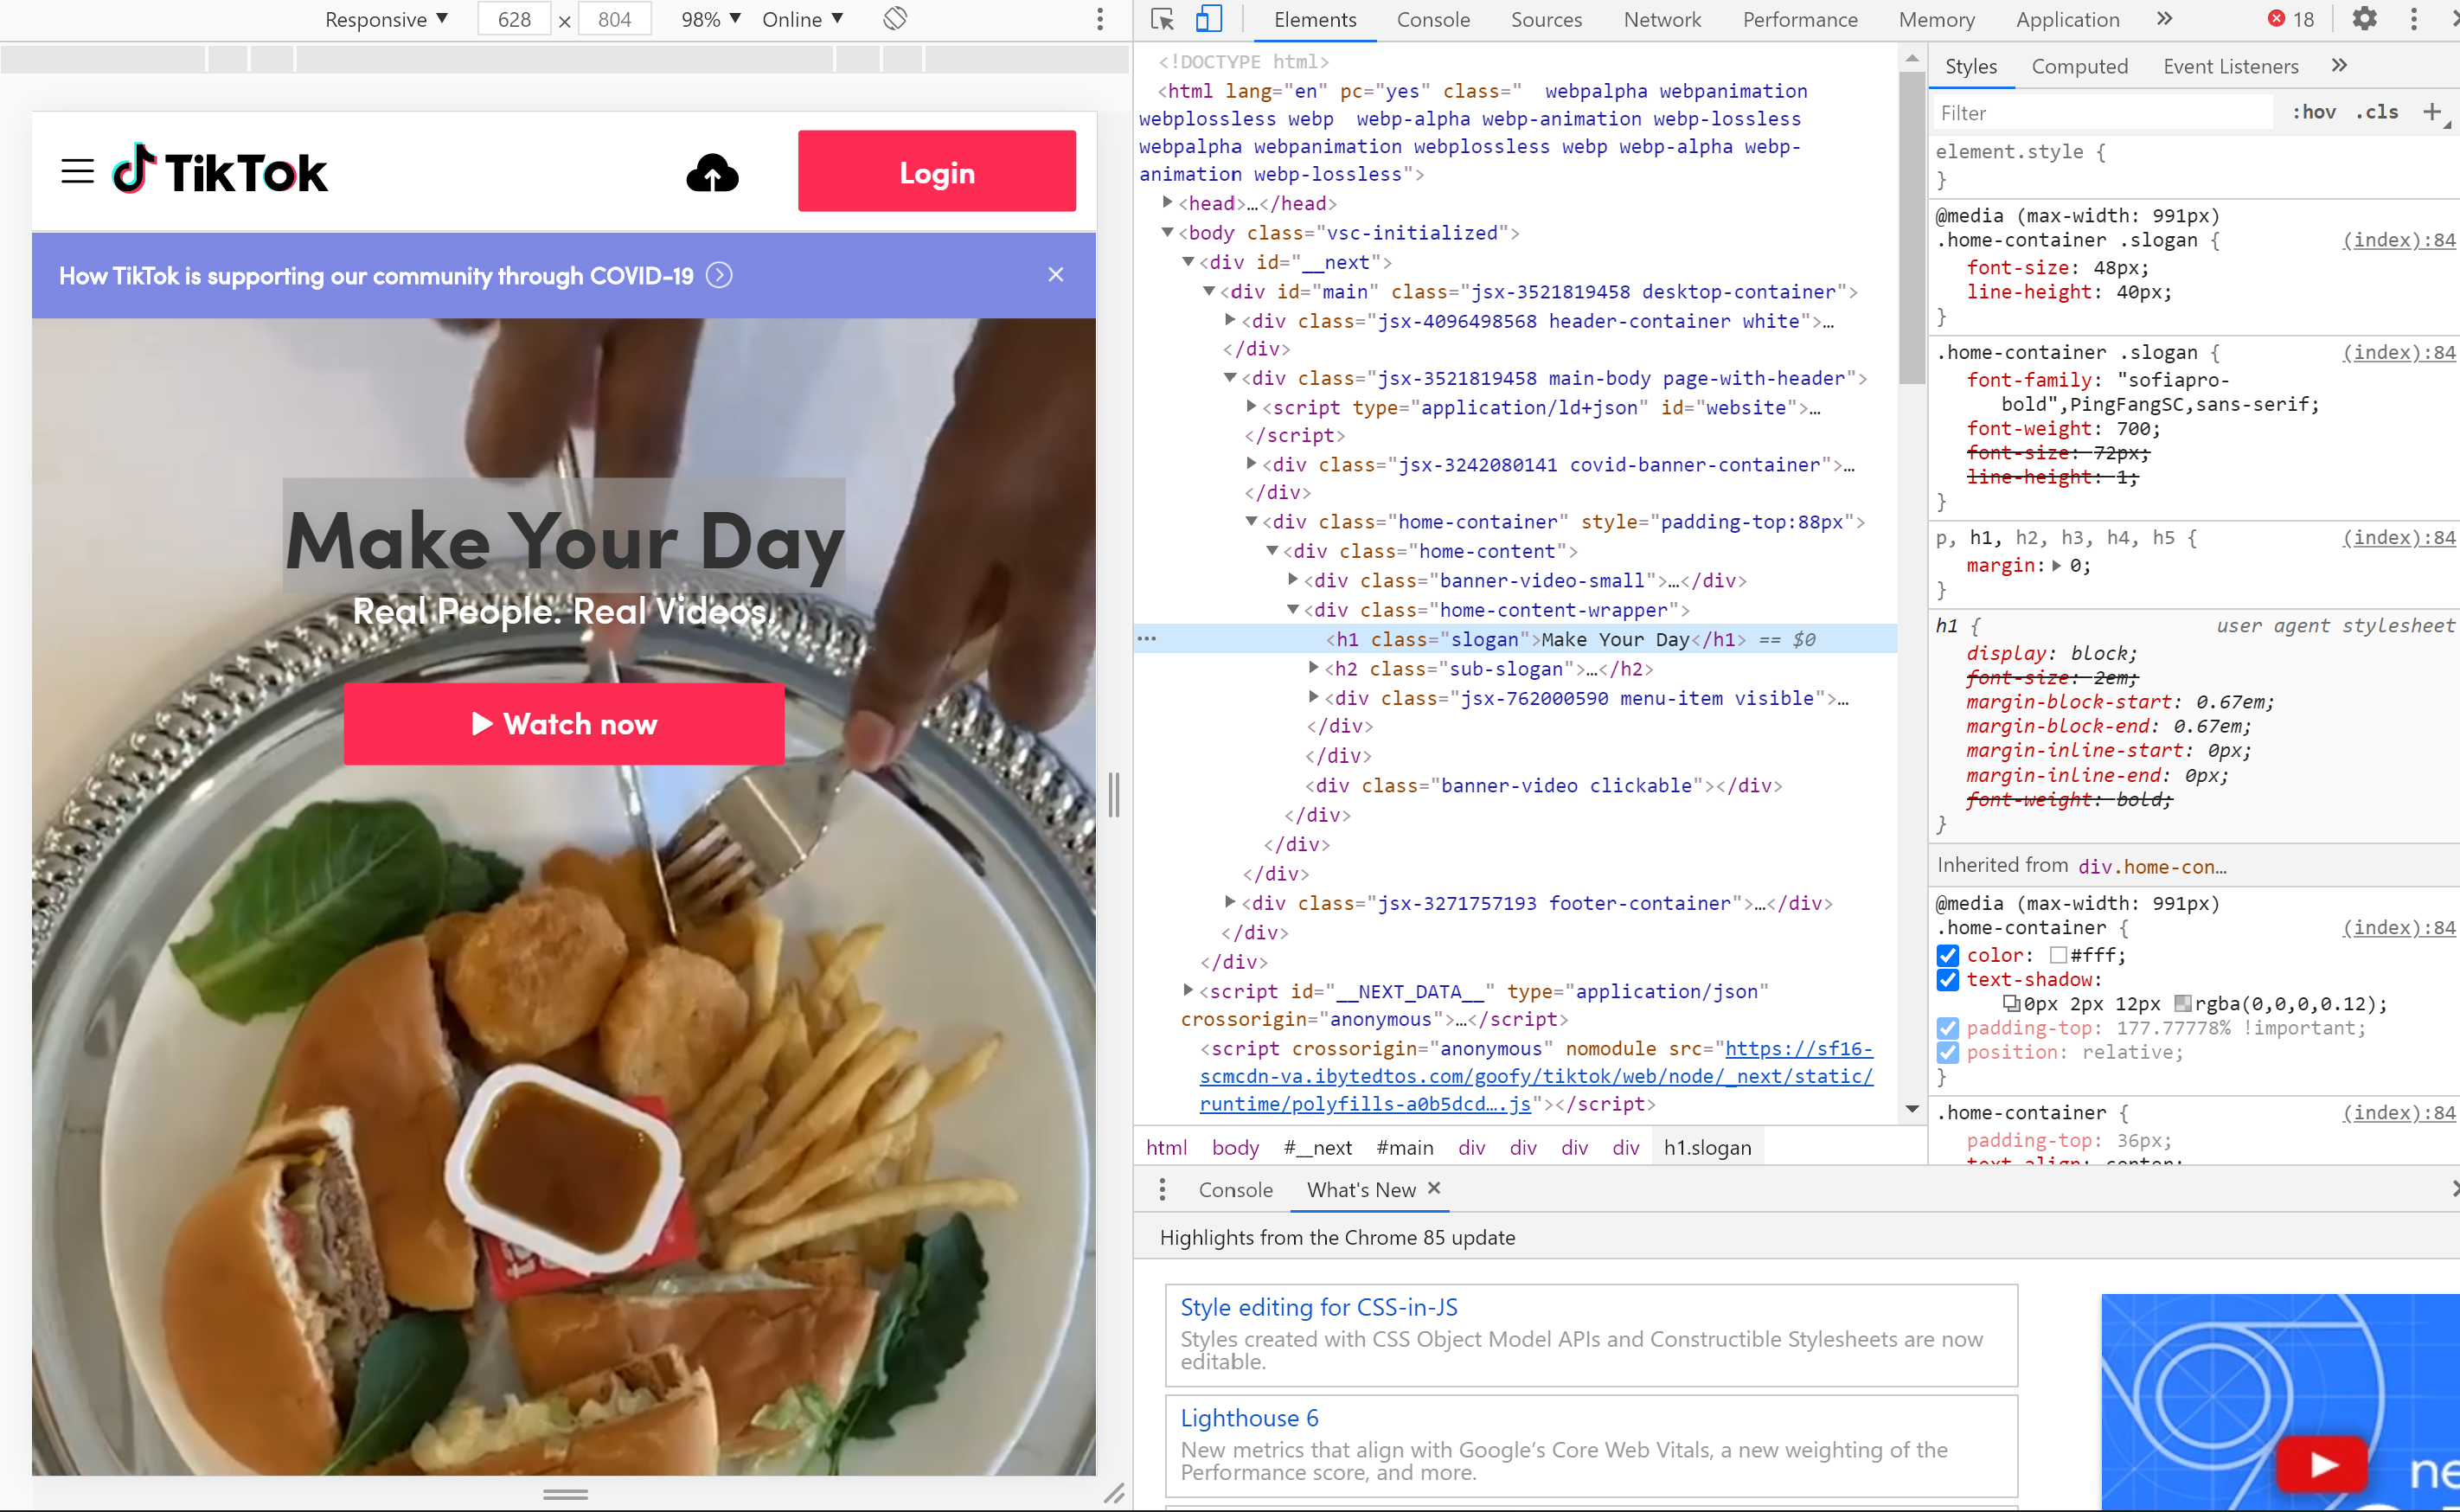 Responsive ▼ 628 × 804 98% ▼ Online ▼
TikTok
Login
How TikTok is supporting our community through COVID-19
Make Your Day
Real People. Real Videos.
Watch now
Elements Console Sources Network Performance Memory Application » 18
<!DOCTYPE html>
<html lang="en" pc="yes" class="  webpalpha webpanimation
webplossless webp  webp-alpha webp-animation webp-lossless
webpalpha webpanimation webplossless webp webp-alpha webp-
animation webp-lossless">
<head>…</head>
<body class="vsc-initialized">
<div id="__next">
<div id="main" class="jsx-3521819458 desktop-container">
<div class="jsx-4096498568 header-container white">…
</div>
<div class="jsx-3521819458 main-body page-with-header">
<script type="application/ld+json" id="website">…
</script>
<div class="jsx-3242080141 covid-banner-container">…
</div>
<div class="home-container" style="padding-top:88px">
<div class="home-content">
<div class="banner-video-small">…</div>
<div class="home-content-wrapper">
<h1 class="slogan">Make Your Day</h1> == $0
<h2 class="sub-slogan">…</h2>
<div class="jsx-762000590 menu-item visible">…
</div>
</div>
<div class="banner-video clickable"></div>
</div>
</div>
</div>
<div class="jsx-3271757193 footer-container">…</div>
</div>
</div>
<script id="__NEXT_DATA__" type="application/json"
crossorigin="anonymous">…</script>
<script crossorigin="anonymous" nomodule src="https://sf16-
scmcdn-va.ibytedtos.com/goofy/tiktok/web/node/_next/static/
runtime/polyfills-a0b5dcd….js"></script>
html body #__next #main div div div div h1.slogan
Styles Computed Event Listeners »
Filter :hov .cls +
element.style {
}
@media (max-width: 991px)
.home-container .slogan { (index):84
font-size: 48px;
line-height: 40px;
}
.home-container .slogan { (index):84
font-family: "sofiapro-
bold",PingFangSC,sans-serif;
font-weight: 700;
font-size: 72px;
line-height: 1;
}
p, h1, h2, h3, h4, h5 { (index):84
margin: 0;
}
h1 { user agent stylesheet
display: block;
font-size: 2em;
margin-block-start: 0.67em;
margin-block-end: 0.67em;
margin-inline-start: 0px;
margin-inline-end: 0px;
font-weight: bold;
}
Inherited from div.home-con…
@media (max-width: 991px)
.home-container { (index):84
color: #fff;
text-shadow:
0px 2px 12px rgba(0,0,0,0.12);
padding-top: 177.77778% !important;
position: relative;
}
.home-container { (index):84
padding-top: 36px;
text-align: center;
Console What's New ×
Highlights from the Chrome 85 update
Style editing for CSS-in-JS
Styles created with CSS Object Model APIs and Constructible Stylesheets are now
editable.
Lighthouse 6
New metrics that align with Google's Core Web Vitals, a new weighting of the
Performance score, and more.
ne